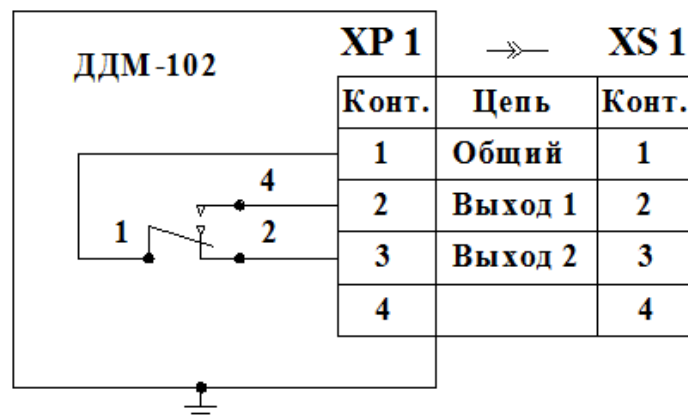 ДДМ-102
XP 1
XS 1
Конт. Цепь Конт.
1 Общий 1
2 Выход 1 2
3 Выход 2 3
4 4
4
1
2